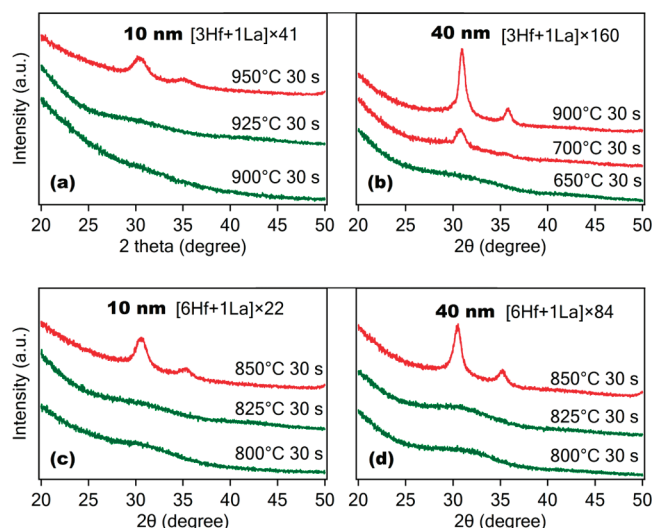 10 nm [3Hf+1La]×41
950°C 30 s
925°C 30 s
900°C 30 s
(a)
Intensity (a.u.)
20 25 30 35 40 45 50
2 theta (degree)
40 nm [3Hf+1La]×160
900°C 30 s
700°C 30 s
650°C 30 s
(b)
20 25 30 35 40 45 50
2θ (degree)
10 nm [6Hf+1La]×22
850°C 30 s
825°C 30 s
800°C 30 s
(c)
Intensity (a.u.)
20 25 30 35 40 45 50
2θ (degree)
40 nm [6Hf+1La]×84
850°C 30 s
825°C 30 s
800°C 30 s
(d)
20 25 30 35 40 45 50
2θ (degree)